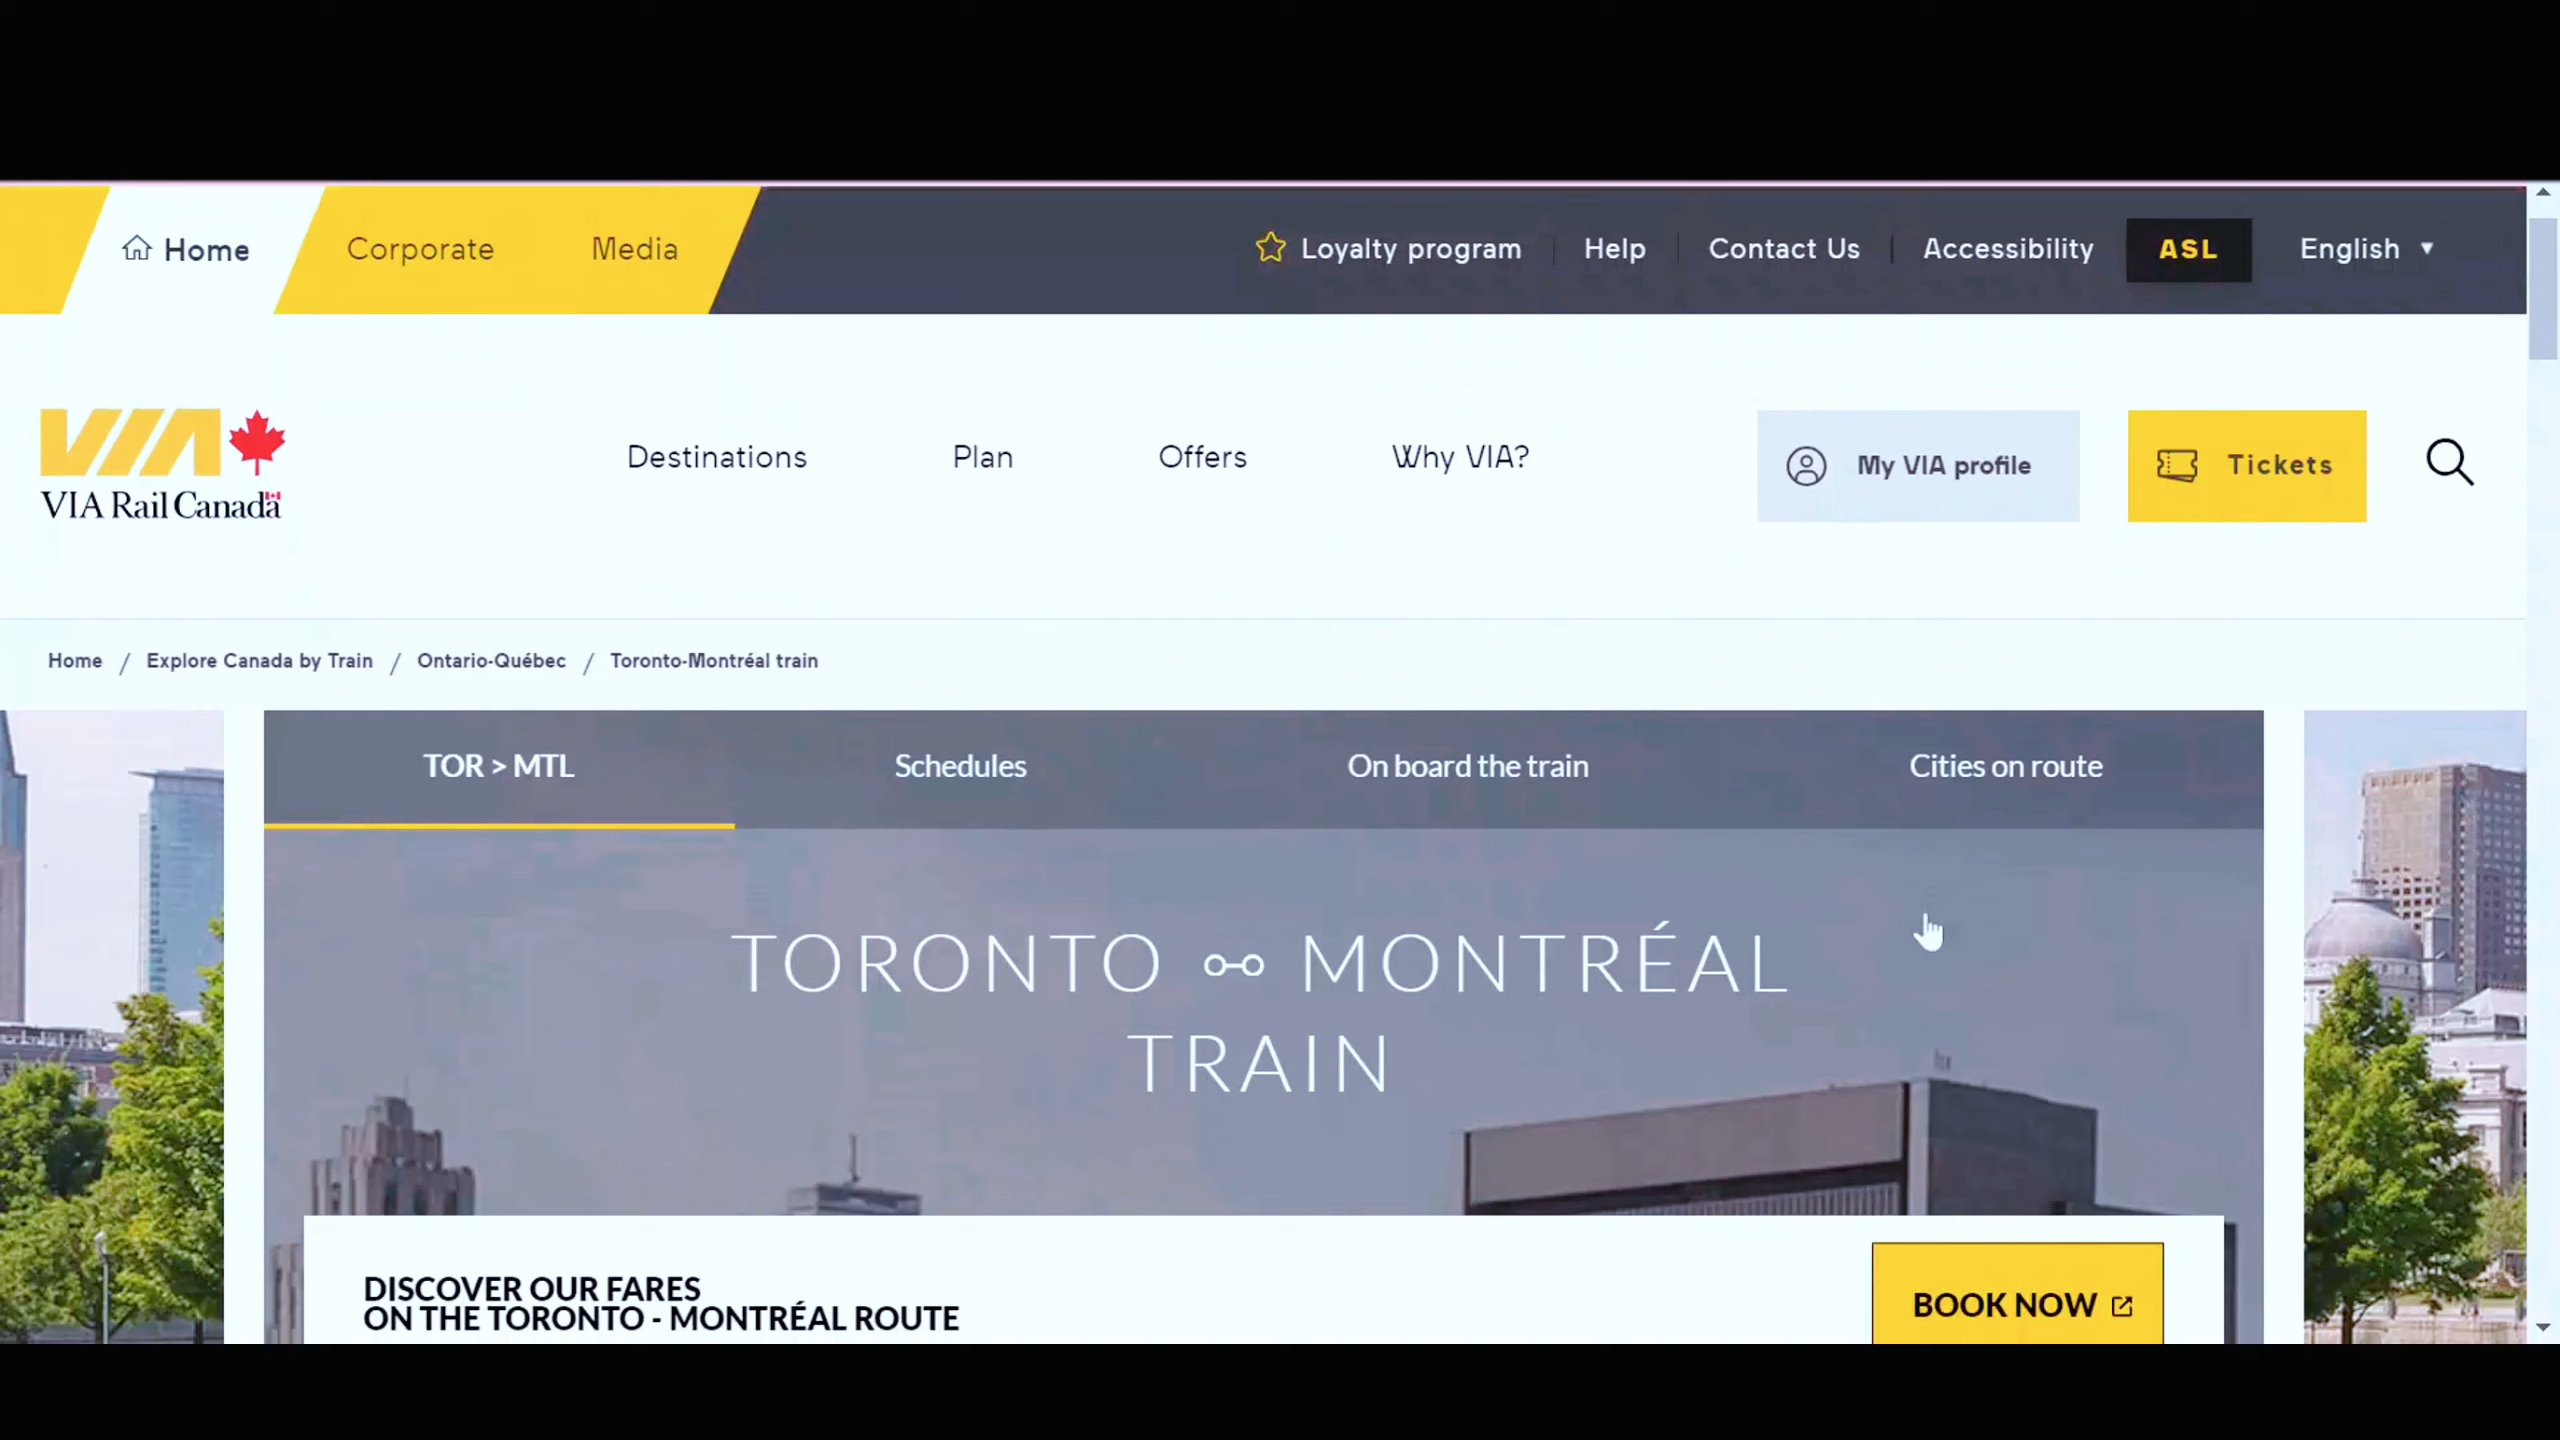 Home Corporate Media Loyalty program Help Contact Us Accessibility ASL English
VIA
VIA Rail Canada
Destinations Plan Offers Why VIA? My VIA profile Tickets
Home / Explore Canada by Train / Ontario-Québec / Toronto-Montréal train
TOR > MTL Schedules On board the train Cities on route
TORONTO MONTRÉAL
TRAIN
DISCOVER OUR FARES
ON THE TORONTO - MONTRÉAL ROUTE
BOOK NOW